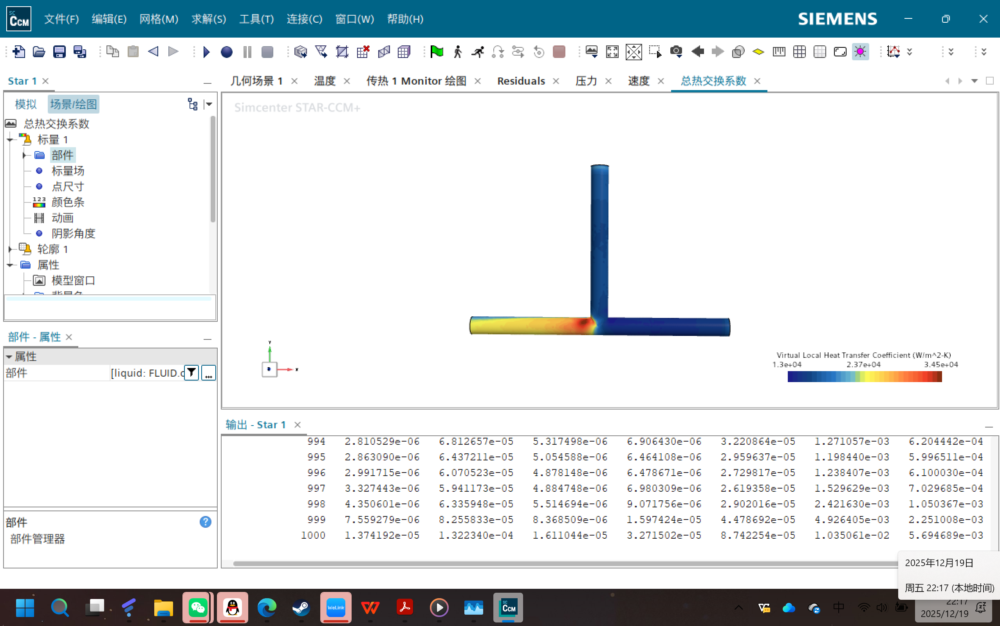 SC
CCM
文件(F) 编辑(E) 网格(M) 求解(S) 工具(T) 连接(C) 窗口(W) 帮助(H)
SIEMENS
Star 1
几何场景 1
温度
传热 1 Monitor 绘图
Residuals
压力
速度
总热交换系数
模拟
场景/绘图
总热交换系数
标量 1
部件
标量场
点尺寸
123
颜色条
动画
阴影角度
轮廓 1
属性
模型窗口
部件 - 属性
属性
部件 [liquid: FLUID.
...
部件
?
部件管理器
Simcenter STAR-CCM+
Y
X
Virtual Local Heat Transfer Coefficient (W/m^2-K)
1.3e+04 2.37e+04 3.45e+04
输出 - Star 1
994 2.810529e-06 6.812657e-05 5.317498e-06 6.906430e-06 3.220864e-05 1.271057e-03 6.204442e-04
995 2.863090e-06 6.437211e-05 5.054588e-06 6.464108e-06 2.959637e-05 1.198440e-03 5.996511e-04
996 2.991715e-06 6.070523e-05 4.878148e-06 6.478671e-06 2.729817e-05 1.238407e-03 6.100030e-04
997 3.327443e-06 5.941173e-05 4.884748e-06 6.980309e-06 2.619358e-05 1.529629e-03 7.029685e-04
998 4.350601e-06 6.335948e-05 5.514694e-06 9.071756e-06 2.902016e-05 2.421630e-03 1.050367e-03
999 7.559279e-06 8.255833e-05 8.368509e-06 1.597424e-05 4.478692e-05 4.926405e-03 2.251008e-03
1000 1.374192e-05 1.322340e-04 1.611044e-05 3.271502e-05 8.742254e-05 1.035061e-02 5.694689e-03
2025年12月19日
周五 22:17 (本地时间)
WeLink
SC
CCM
中
22:17
2025/12/19